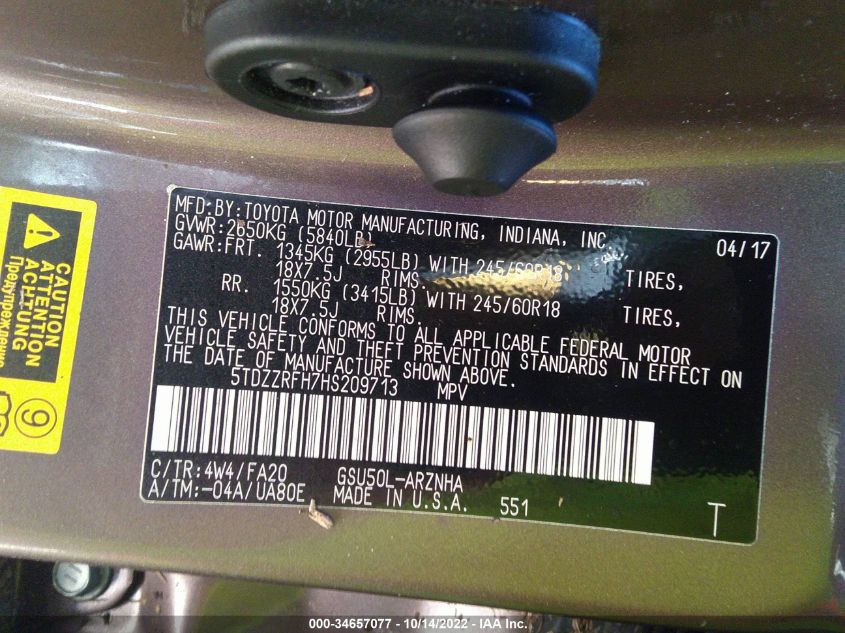 MFD.BY:TOYOTA MOTOR MANUFACTURING, INDIANA, INC. 04/17
GVWR:2650KG (5840LB)
GAWR:FRT. 1345KG (2955LB) WITH 245/60R18 TIRES,
18X7.5J RIMS.
RR. 1550KG (3415LB) WITH 245/60R18 TIRES,
18X7.5J RIMS.
THIS VEHICLE CONFORMS TO ALL APPLICABLE FEDERAL MOTOR
VEHICLE SAFETY AND THEFT PREVENTION STANDARDS IN EFFECT ON
THE DATE OF MANUFACTURE SHOWN ABOVE.
5TDZZRFH7HS209713 MPV
C/TR:4W4/FA20 GSU50L-ARZNHA
A/TM:-04A/UA80E MADE IN U.S.A. 551 T
CAUTION
ATTENTION
ACHTUNG
Предупреждение
9
000-34657077 - 10/14/2022 - IAA Inc.